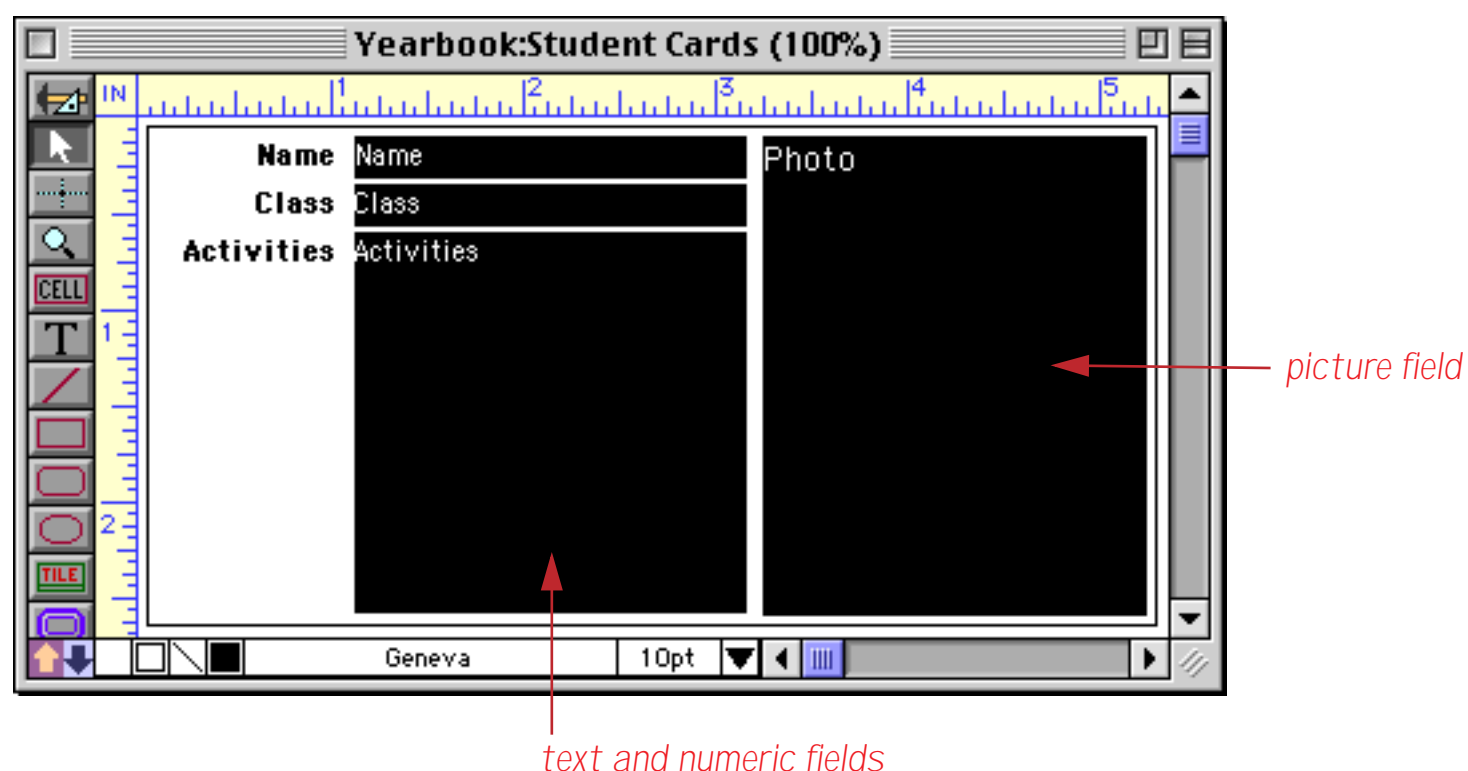 Yearbook:Student Cards (100%)
IN 1 2 3 4 5
Name Name Photo
Class Class
CELL Activities Activities
T 1
picture field
2
TILE
Geneva 10pt
text and numeric fields